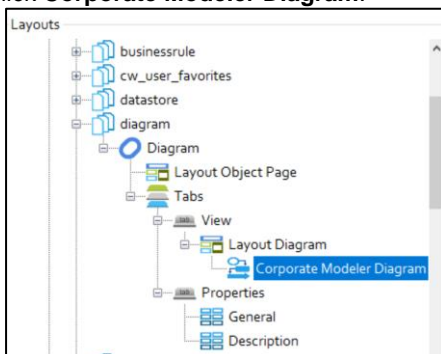 Corporate Modeler Diagram.
Layouts
businessrule
cw_user_favorites
datastore
diagram
Diagram
Layout Object Page
Tabs
View
Layout Diagram
Corporate Modeler Diagram
Properties
General
Description